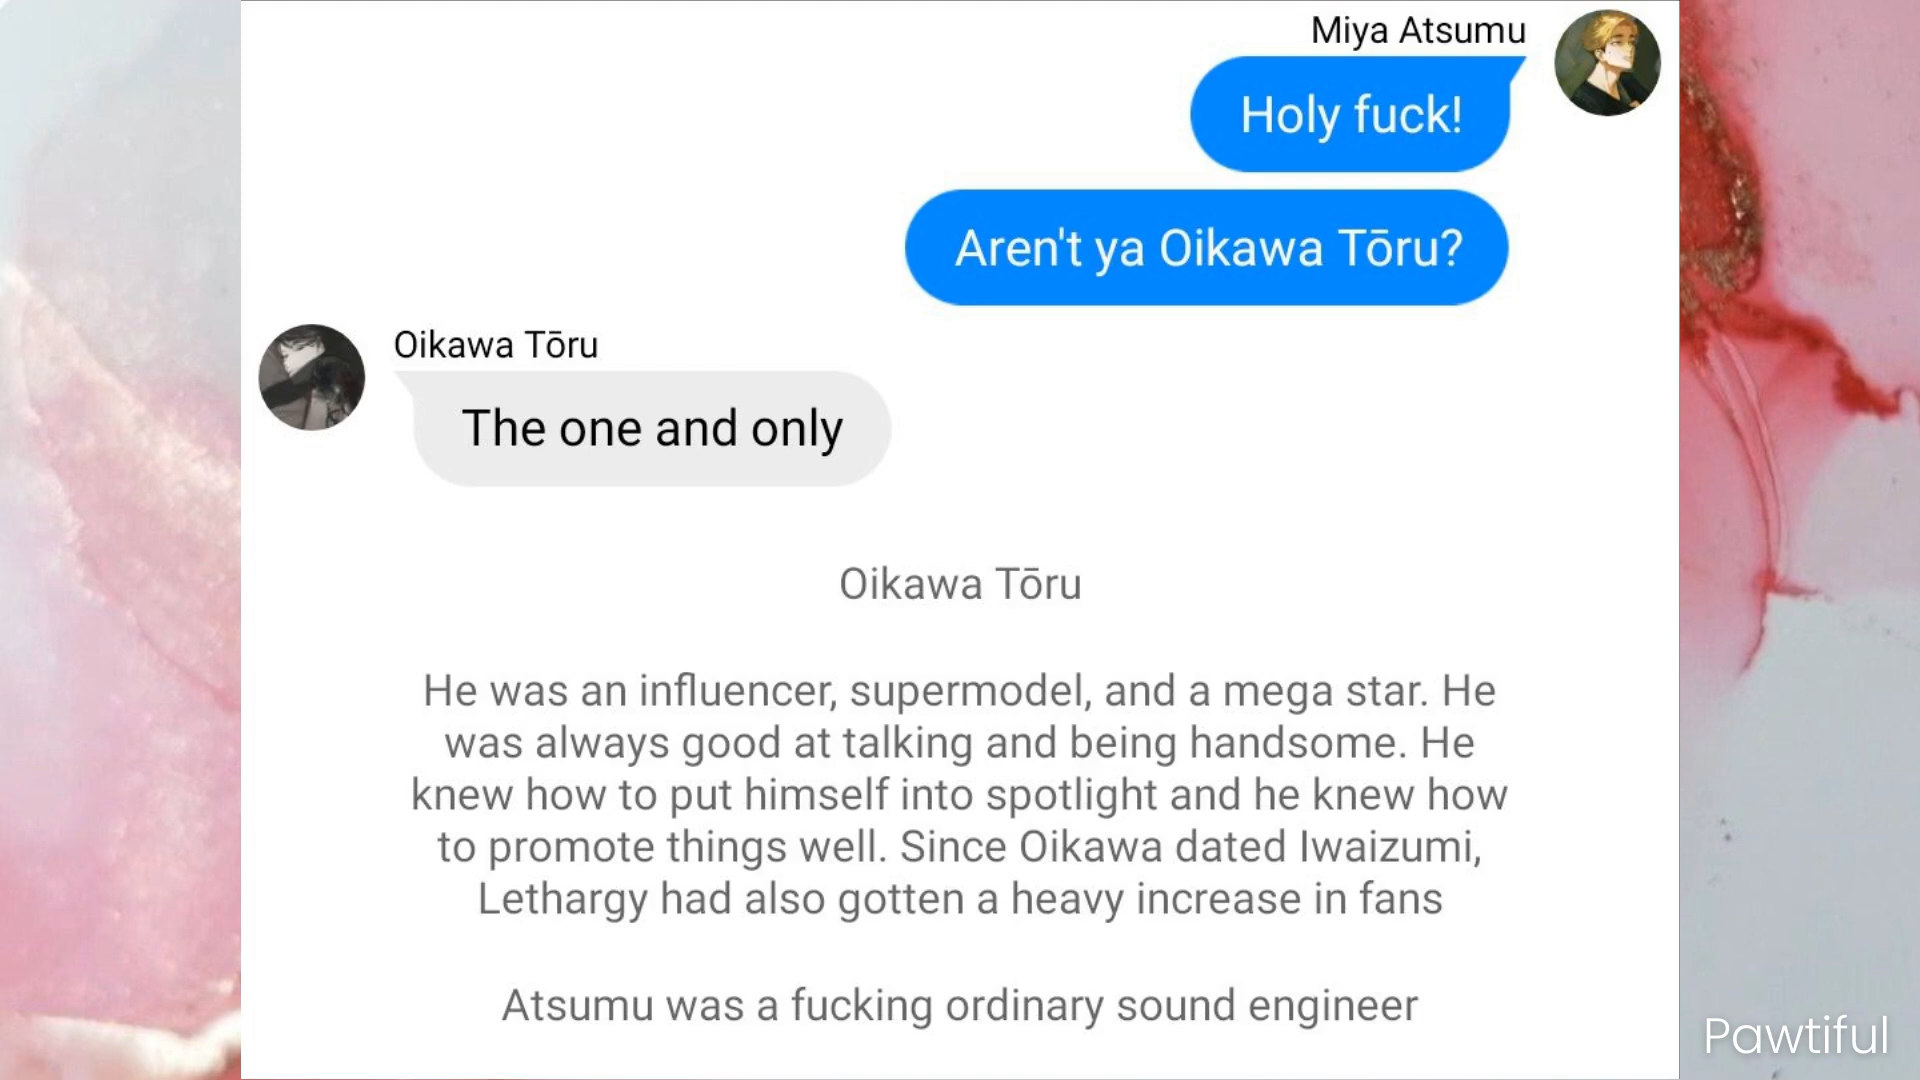 Miya Atsumu
Holy fuck!
Aren't ya Oikawa Tōru?
Oikawa Tōru
The one and only
Oikawa Tōru
He was an influencer, supermodel, and a mega star. He
was always good at talking and being handsome. He
knew how to put himself into spotlight and he knew how
to promote things well. Since Oikawa dated Iwaizumi,
Lethargy had also gotten a heavy increase in fans
Atsumu was a fucking ordinary sound engineer
Pawtiful